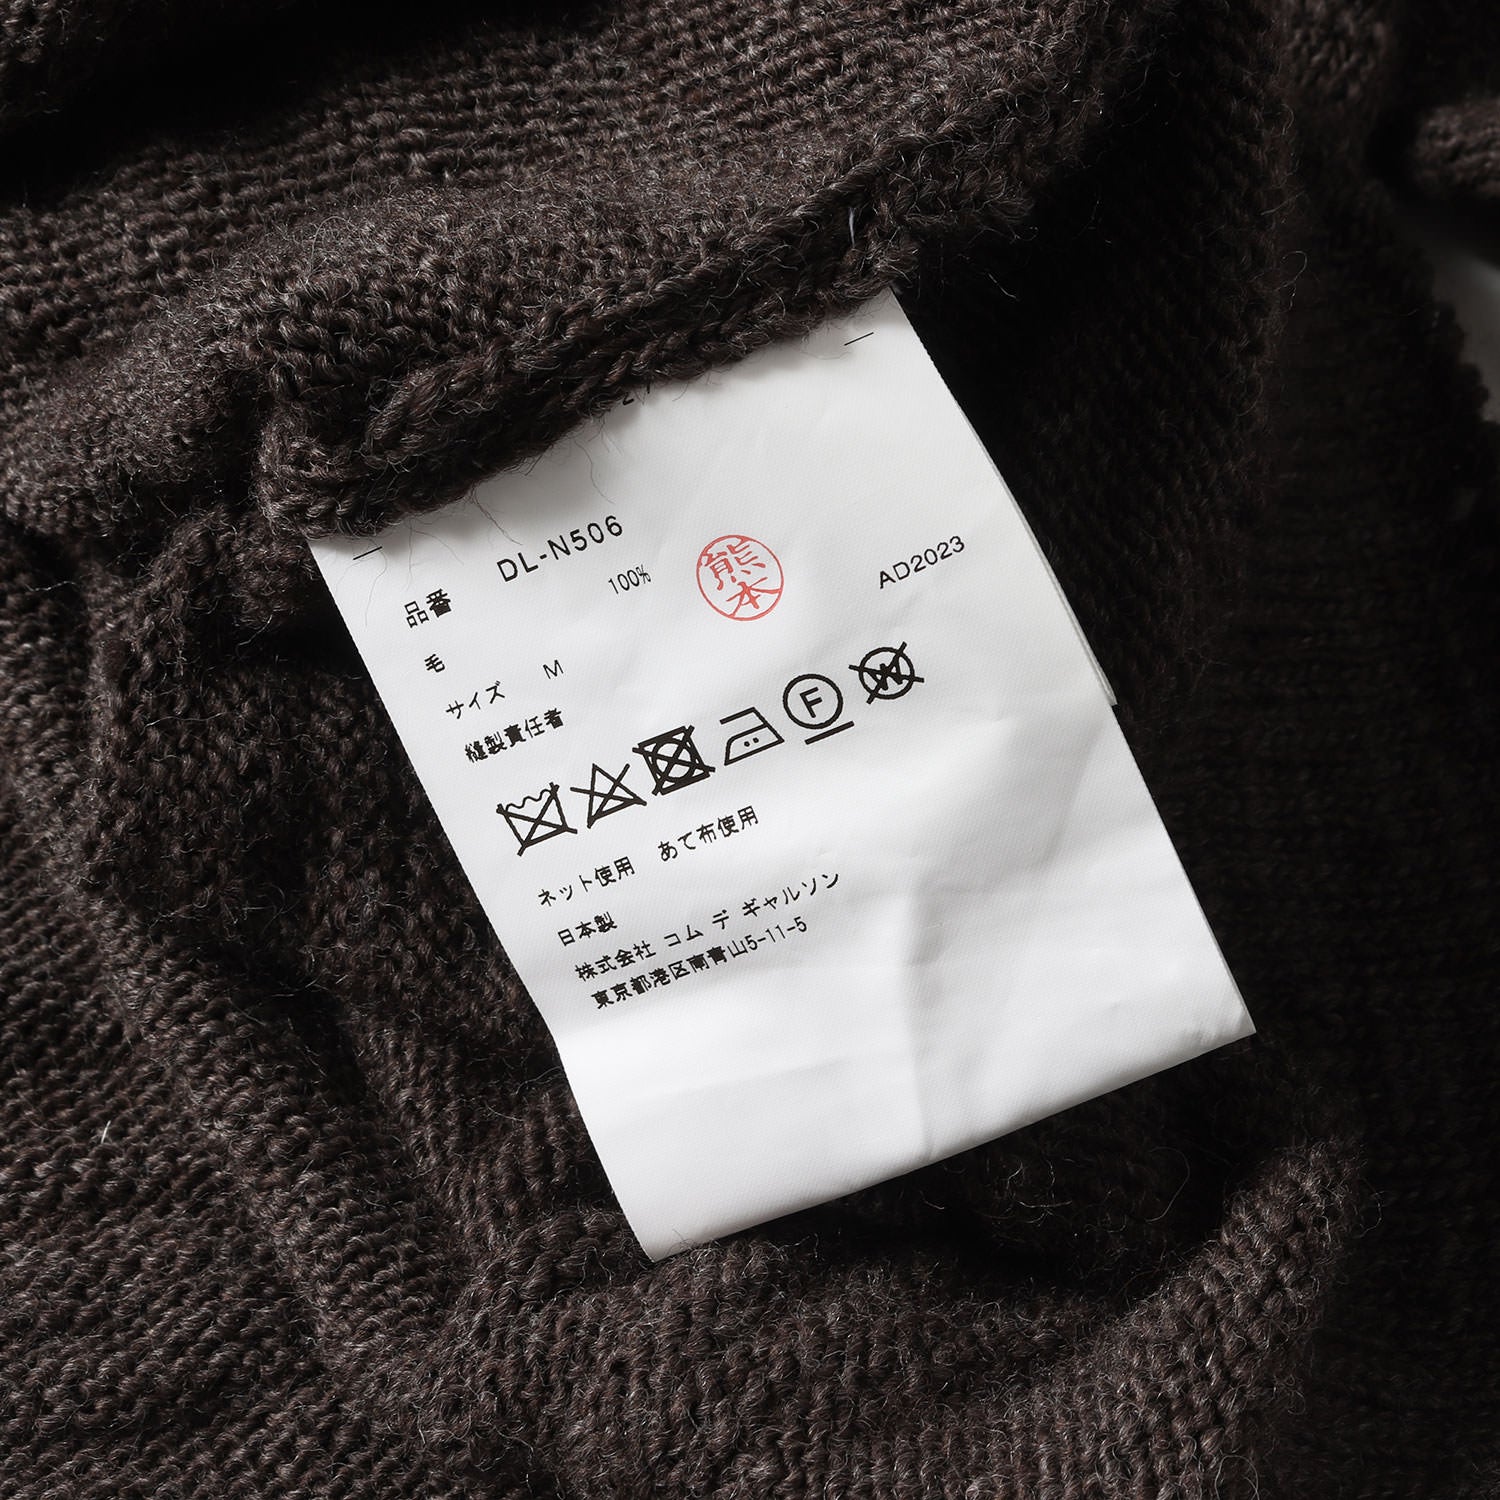 品番 DL-N506
毛 100%
熊本
AD2023
サイズ M
縫製責任者
F
W
ネット使用 あて布使用
日本製
株式会社 コム デ ギャルソン
東京都港区南青山5-11-5